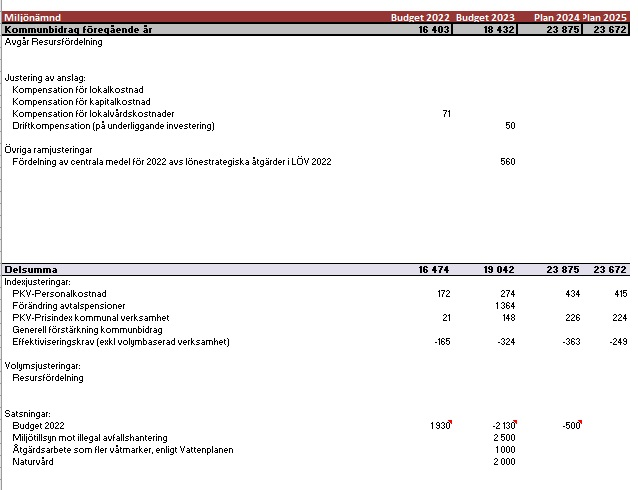 Miljönämnd Budget 2022 Budget 2023 Plan 2024 Plan 2025
Kommunbidrag föregående år 16 403 18 432 23 875 23 672
Avgår Resursfördelning
Justering av anslag:
Kompensation för lokalkostnad
Kompensation för kapitalkostnad
Kompensation för lokalvårdskostnader 71
Driftkompensation (på underliggande investering) 50
Övriga ramjusteringar
Fördelning av centrala medel för 2022 avs lönestrategiska åtgärder i LÖV 2022 560
Delsumma 16 474 19 042 23 875 23 672
Indexjusteringar:
PKV-Personalkostnad 172 274 434 415
Förändring avtalspensioner 1 364
PKV-Prisindex kommunal verksamhet 21 148 226 224
Generell förstärkning kommunbidrag
Effektiviseringskrav (exkl volymbaserad verksamhet) -165 -324 -363 -249
Volymsjusteringar:
Resursfördelning
Satsningar:
Budget 2022 1 930 -2 130 -500
Miljötillsyn mot illegal avfallshantering 2 500
Åtgärdsarbete som fler våtmarker, enligt Vattenplanen 1 000
Naturvård 2 000